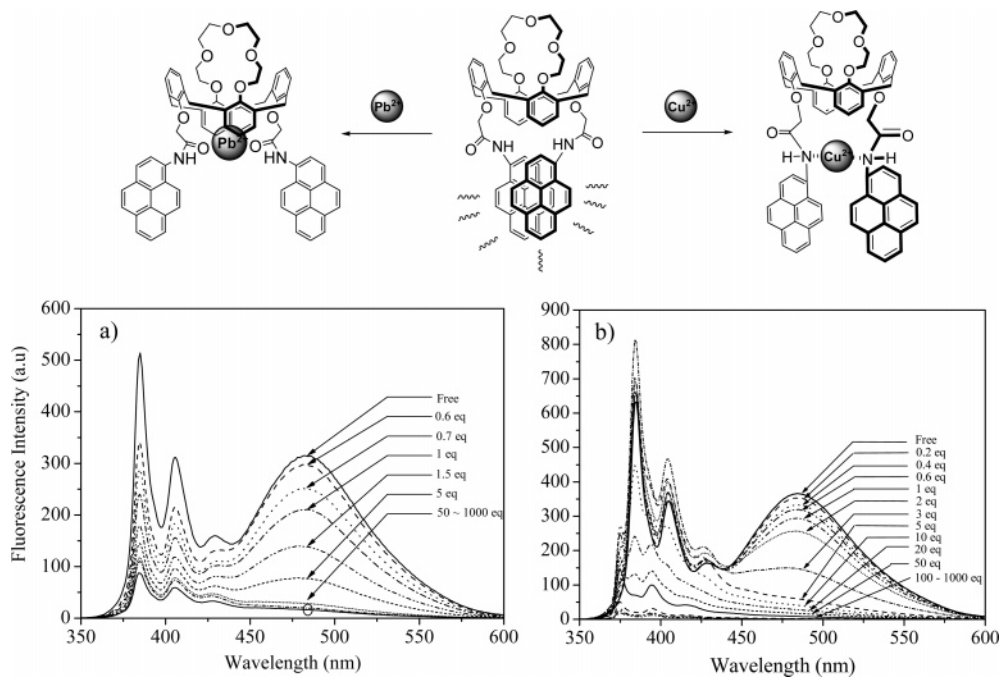 O O O O O
O O
O NH Pb²⁺ O NH
Pb²⁺
O O O O O
O O
O NH HN O
Cu²⁺
O O O O O
O O
O O
H-N Cu²⁺ N-H
a)
Fluorescence Intensity (a.u)
600
500
400
300
200
100
0
Free
0.6 eq
0.7 eq
1 eq
1.5 eq
5 eq
50 ~ 1000 eq
350 400 450 500 550 600
Wavelength (nm)
b)
900
800
700
600
500
400
300
200
100
0
Free
0.2 eq
0.4 eq
0.6 eq
1 eq
2 eq
3 eq
5 eq
10 eq
20 eq
50 eq
100 - 1000 eq
350 400 450 500 550 600
Wavelength (nm)